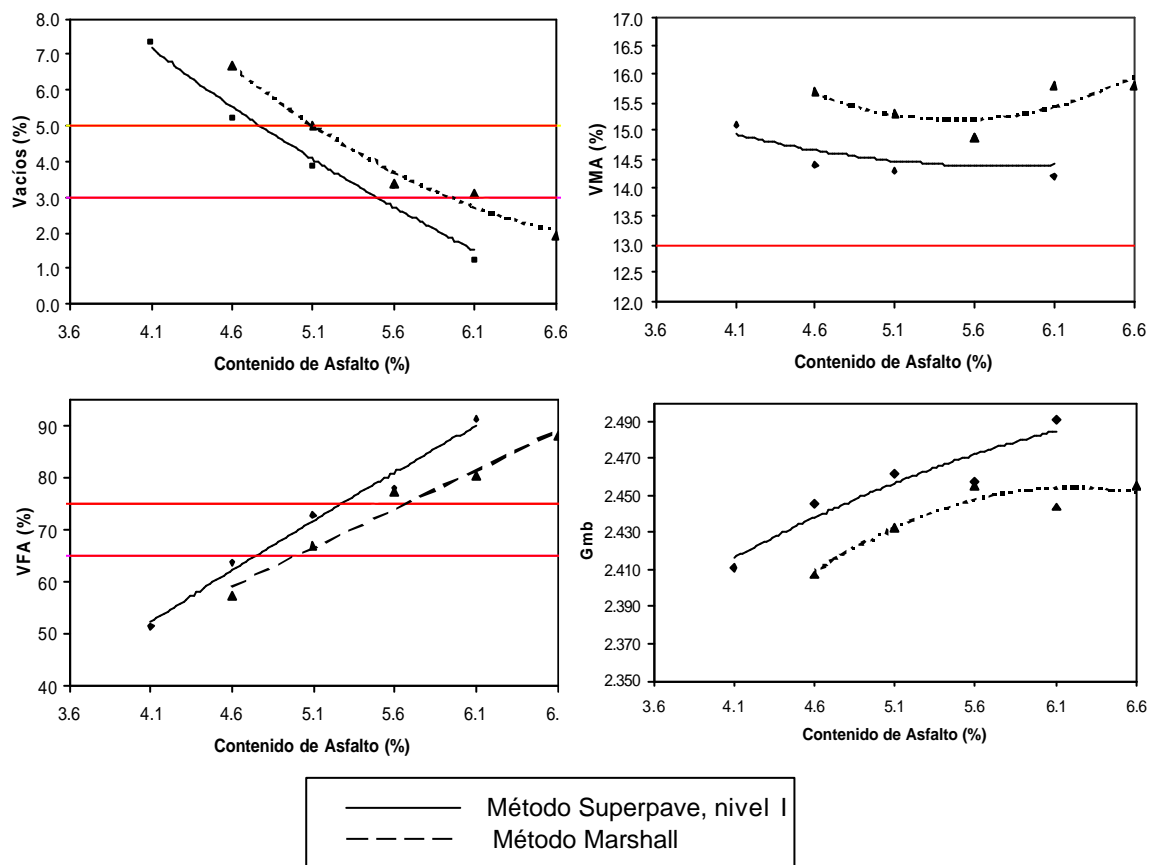 8.0
7.0
6.0
5.0
4.0
3.0
2.0
1.0
0.0
Vacíos (%)
3.6 4.1 4.6 5.1 5.6 6.1 6.6
Contenido de Asfalto (%)
17.0
16.5
16.0
15.5
15.0
14.5
14.0
13.5
13.0
12.5
12.0
VMA (%)
3.6 4.1 4.6 5.1 5.6 6.1 6.6
Contenido de Asfalto (%)
90
80
70
60
50
40
VFA (%)
3.6 4.1 4.6 5.1 5.6 6.1 6.
Contenido de Asfalto (%)
2.490
2.470
2.450
2.430
2.410
2.390
2.370
2.350
Gmb
3.6 4.1 4.6 5.1 5.6 6.1 6.6
Contenido de Asfalto (%)
Método Superpave, nivel I
Método Marshall